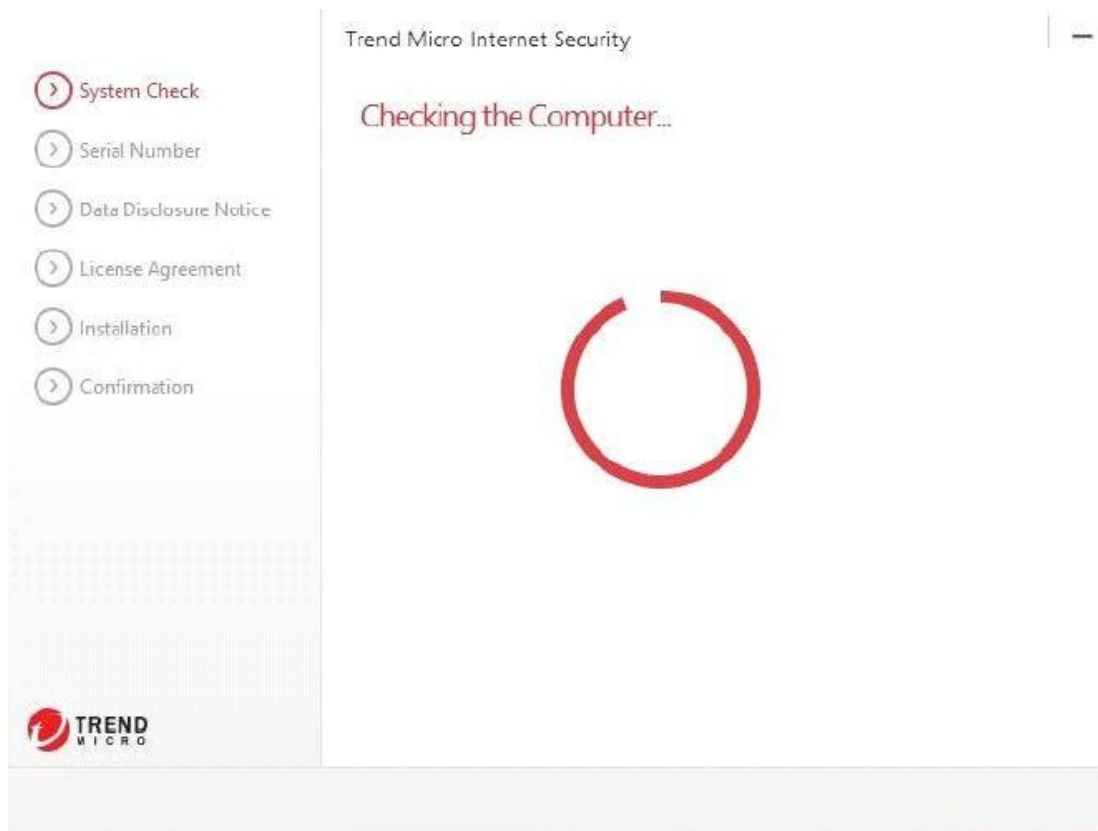 Trend Micro Internet Security
System Check
Serial Number
Data Disclosure Notice
License Agreement
Installation
Confirmation
Checking the Computer...
TREND
MICRO